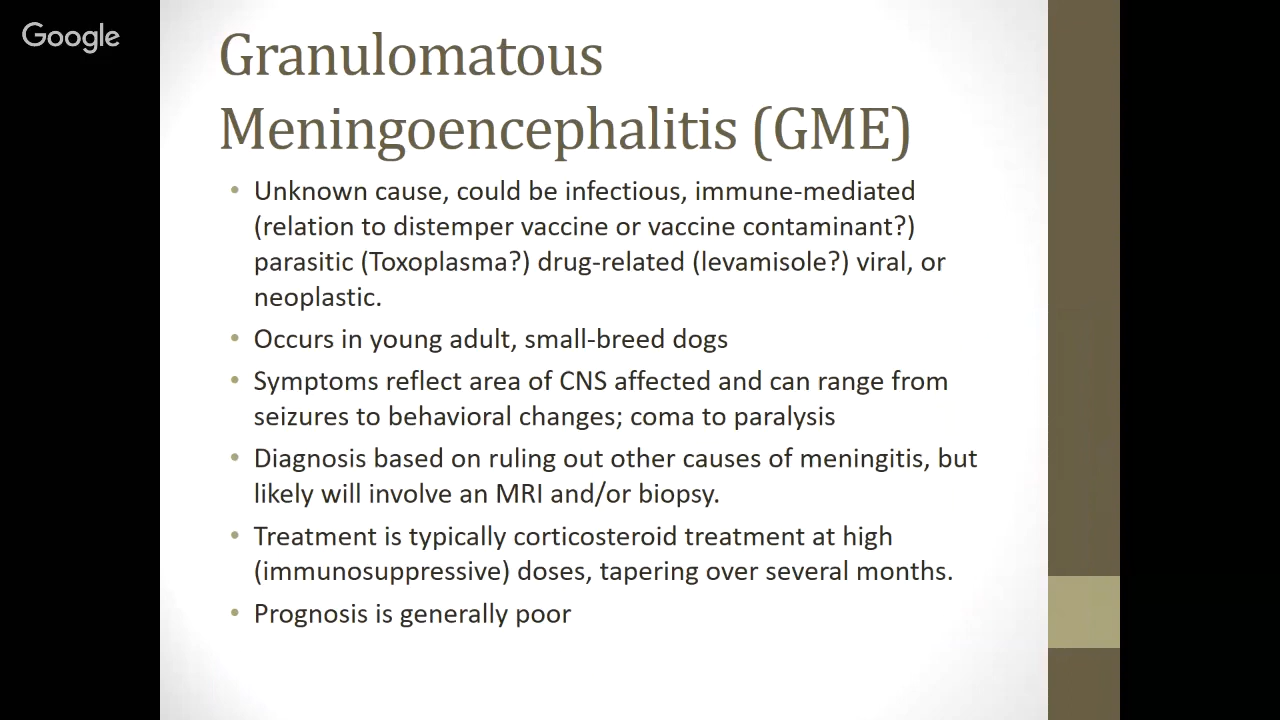 Google
Granulomatous
Meningoencephalitis (GME)
• Unknown cause, could be infectious, immune-mediated
(relation to distemper vaccine or vaccine contaminant?)
parasitic (Toxoplasma?) drug-related (levamisole?) viral, or
neoplastic.
• Occurs in young adult, small-breed dogs
• Symptoms reflect area of CNS affected and can range from
seizures to behavioral changes; coma to paralysis
• Diagnosis based on ruling out other causes of meningitis, but
likely will involve an MRI and/or biopsy.
• Treatment is typically corticosteroid treatment at high
(immunosuppressive) doses, tapering over several months.
• Prognosis is generally poor